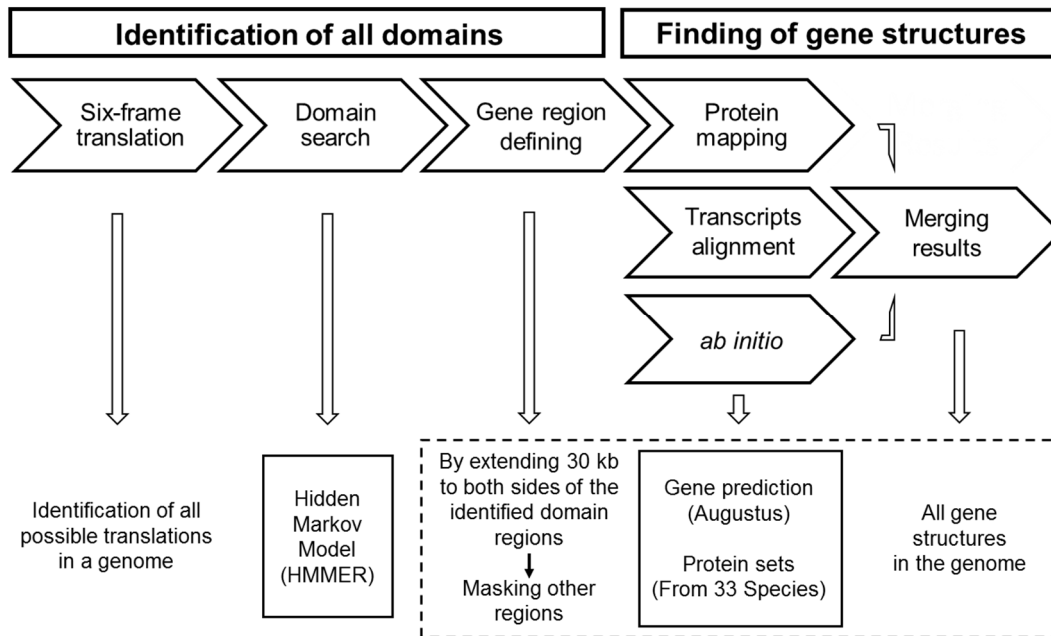 Identification of all domains
Finding of gene structures
Six-frame
translation
Domain
search
Gene region
defining
Protein
mapping
Transcripts
alignment
Merging
results
ab initio
Identification of all
possible translations
in a genome
Hidden
Markov
Model
(HMMER)
By extending 30 kb
to both sides of the
identified domain
regions
Masking other
regions
Gene prediction
(Augustus)
Protein sets
(From 33 Species)
All gene
structures
in the genome